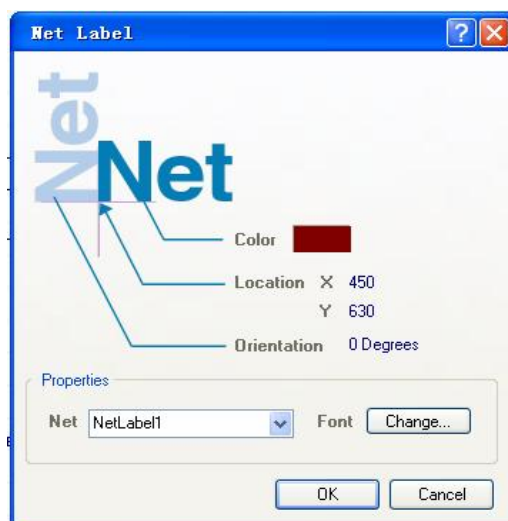 Net Label
Net
Net
Color
Location X 450
Y 630
Orientation 0 Degrees
Properties
Net NetLabel1 Font Change...
OK Cancel